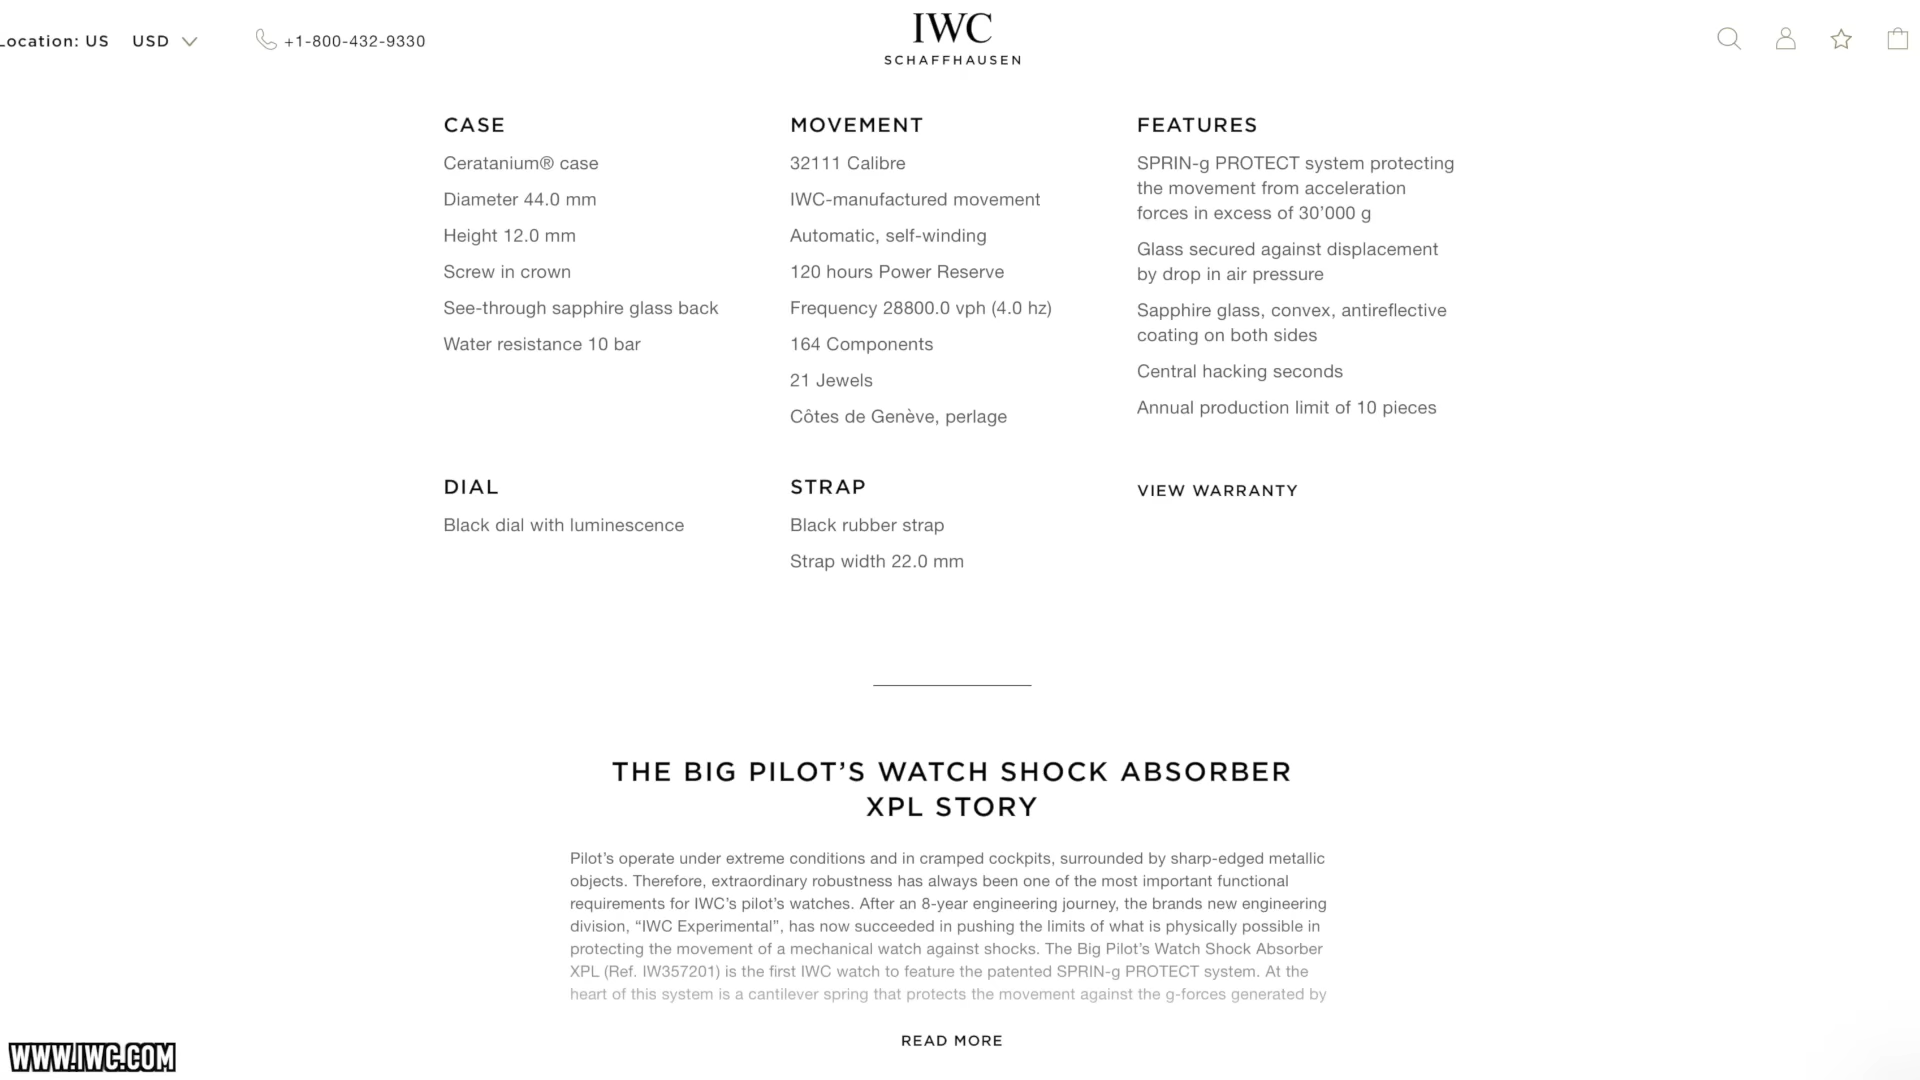 Location: US USD +1-800-432-9330
IWC
SCHAFFHAUSEN
CASE
Ceratanium® case
Diameter 44.0 mm
Height 12.0 mm
Screw in crown
See-through sapphire glass back
Water resistance 10 bar
MOVEMENT
32111 Calibre
IWC-manufactured movement
Automatic, self-winding
120 hours Power Reserve
Frequency 28800.0 vph (4.0 hz)
164 Components
21 Jewels
Côtes de Genève, perlage
FEATURES
SPRIN-g PROTECT system protecting
the movement from acceleration
forces in excess of 30’000 g
Glass secured against displacement
by drop in air pressure
Sapphire glass, convex, antireflective
coating on both sides
Central hacking seconds
Annual production limit of 10 pieces
DIAL
Black dial with luminescence
STRAP
Black rubber strap
Strap width 22.0 mm
VIEW WARRANTY
THE BIG PILOT’S WATCH SHOCK ABSORBER
XPL STORY
Pilot’s operate under extreme conditions and in cramped cockpits, surrounded by sharp-edged metallic
objects. Therefore, extraordinary robustness has always been one of the most important functional
requirements for IWC’s pilot’s watches. After an 8-year engineering journey, the brands new engineering
division, “IWC Experimental”, has now succeeded in pushing the limits of what is physically possible in
protecting the movement of a mechanical watch against shocks. The Big Pilot’s Watch Shock Absorber
XPL (Ref. IW357201) is the first IWC watch to feature the patented SPRIN-g PROTECT system. At the
heart of this system is a cantilever spring that protects the movement against the g-forces generated by
READ MORE
WWW.IWC.COM